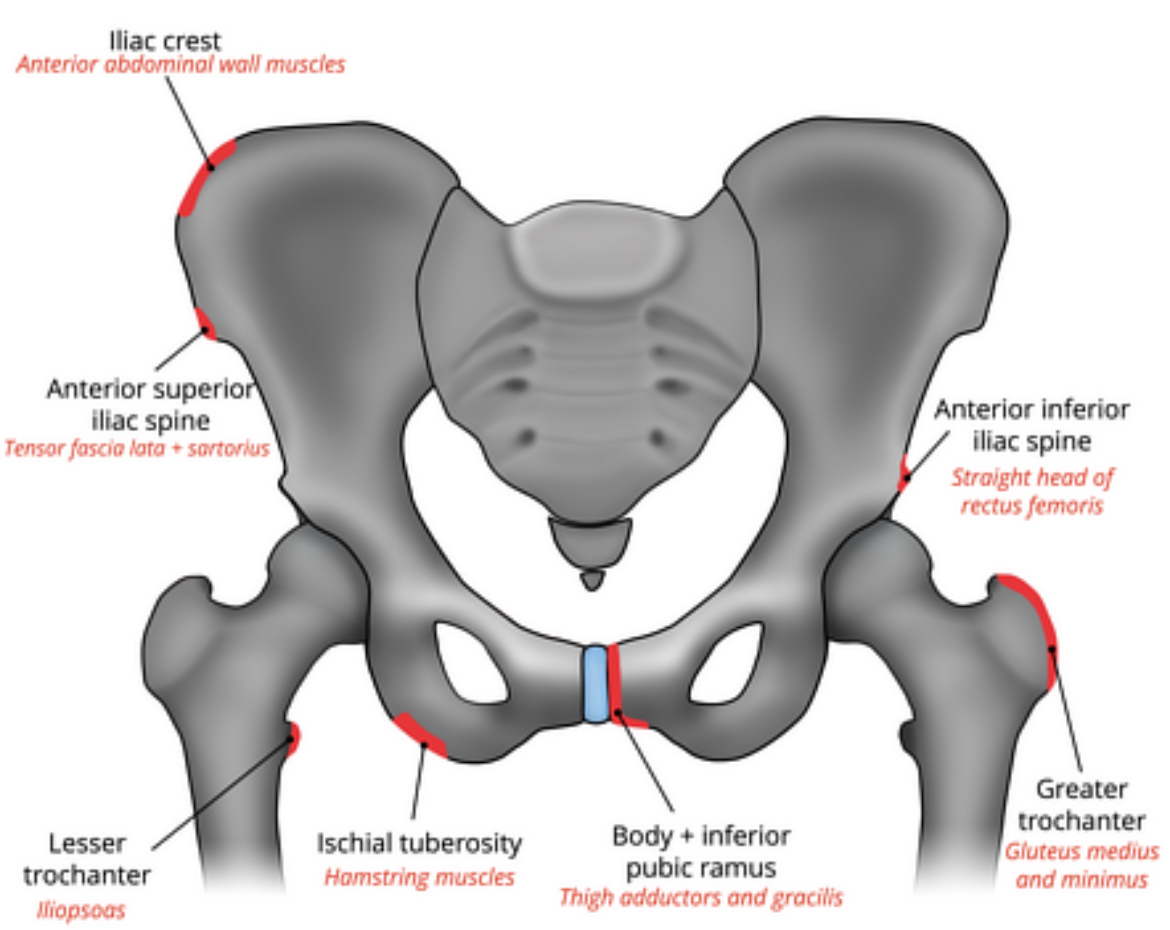 Iliac crest
Anterior abdominal wall muscles
Anterior superior
iliac spine
Tensor fascia lata + sartorius
Anterior inferior
iliac spine
Straight head of
rectus femoris
Lesser
trochanter
Iliopsoas
Ischial tuberosity
Hamstring muscles
Body + inferior
pubic ramus
Thigh adductors and gracilis
Greater
trochanter
Gluteus medius
and minimus